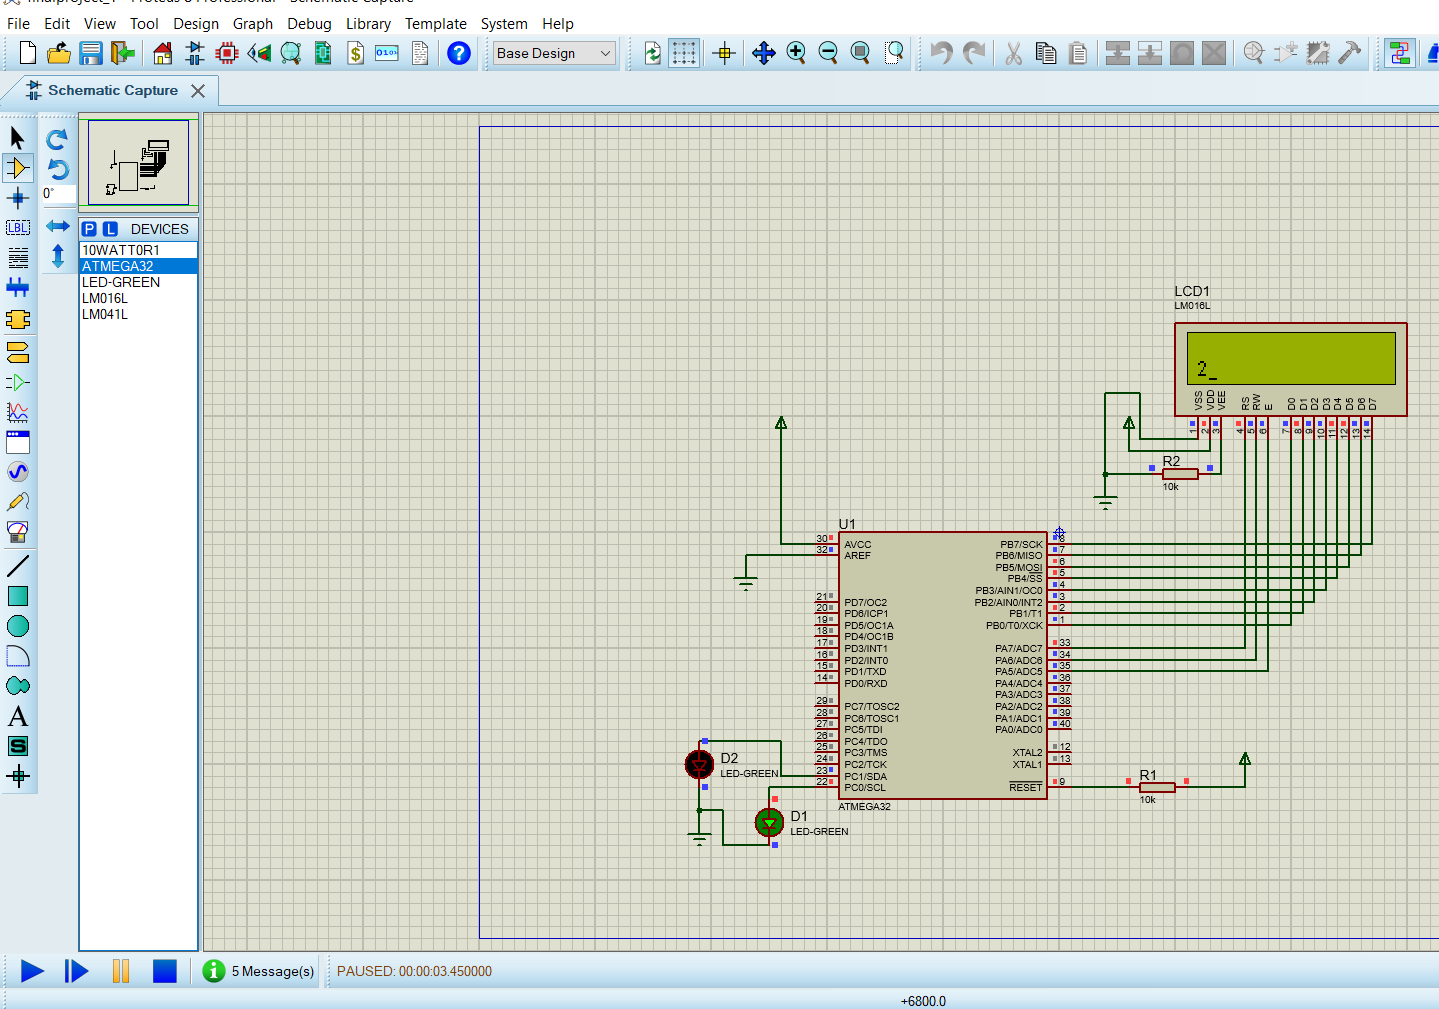 finalproject_1 - Proteus 8 Professional - Schematic Capture
File Edit View Tool Design Graph Debug Library Template System Help
Base Design
Schematic Capture
0°
LBL
P L DEVICES
10WATT0R1
ATMEGA32
LED-GREEN
LM016L
LM041L
A
S
LCD1
LM016L
2_
VSS VDD VEE RS RW E D0 D1 D2 D3 D4 D5 D6 D7
1 2 3 4 5 6 7 8 9 10 11 12 13 14
R2
10k
U1
30 AVCC PB7/SCK 8
32 AREF PB6/MISO 7
PB5/MOSI 6
PB4/SS 5
PB3/AIN1/OC0 4
21 PD7/OC2 PB2/AIN0/INT2 3
20 PD6/ICP1 PB1/T1 2
19 PD5/OC1A PB0/T0/XCK 1
18 PD4/OC1B
17 PD3/INT1 PA7/ADC7 33
16 PD2/INT0 PA6/ADC6 34
15 PD1/TXD PA5/ADC5 35
14 PD0/RXD PA4/ADC4 36
PA3/ADC3 37
29 PC7/TOSC2 PA2/ADC2 38
28 PC6/TOSC1 PA1/ADC1 39
27 PC5/TDI PA0/ADC0 40
26 PC4/TDO
25 PC3/TMS XTAL2 12
24 PC2/TCK XTAL1 13
23 PC1/SDA
22 PC0/SCL RESET 9
ATMEGA32
D2
LED-GREEN
D1
LED-GREEN
R1
10k
5 Message(s) PAUSED: 00:00:03.450000
+6800.0